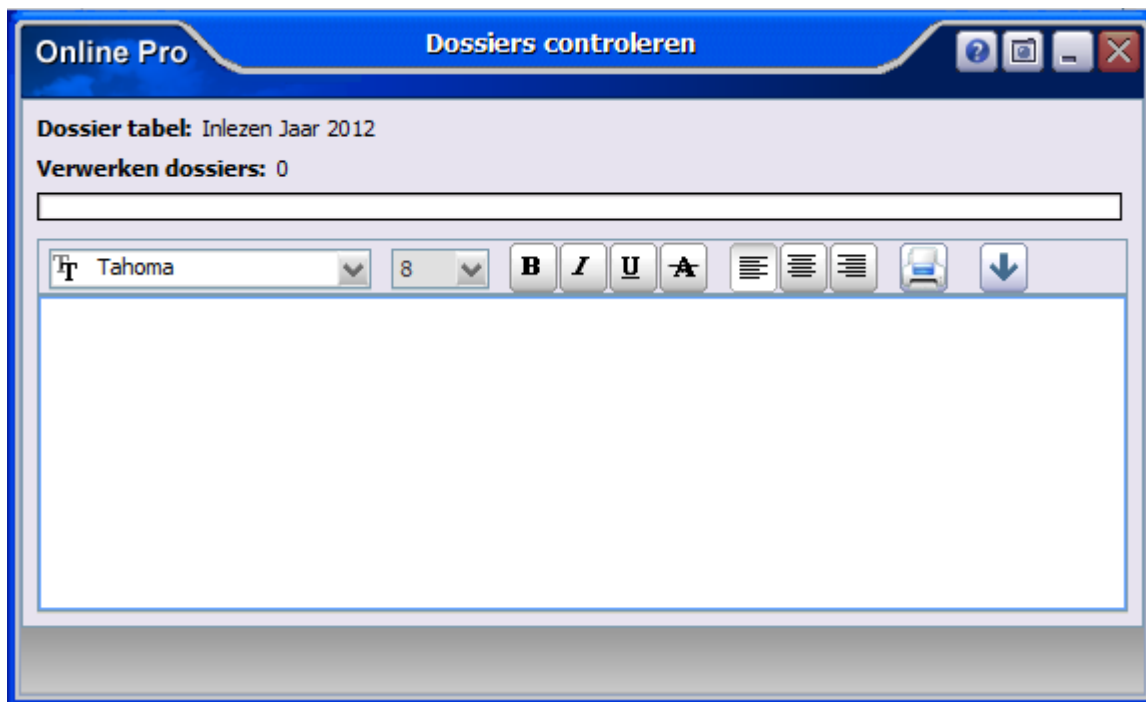 Online Pro
Dossiers controleren
Dossier tabel: Inlezen Jaar 2012
Verwerken dossiers: 0
Tahoma 8 B I U A